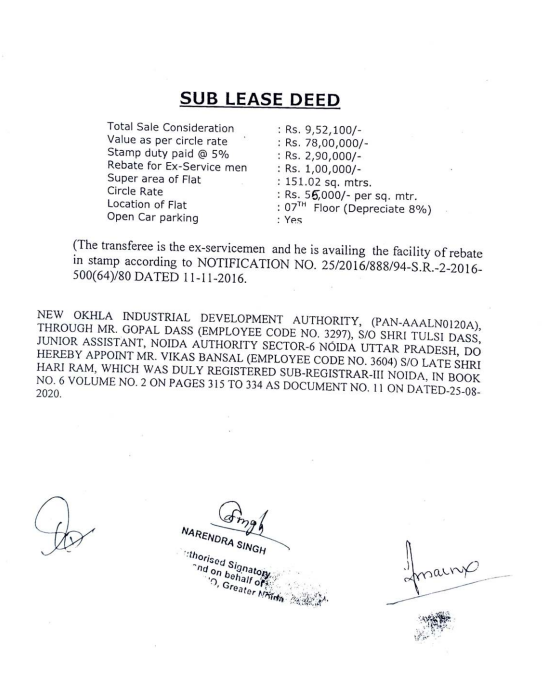 SUB LEASE DEED
Total Sale Consideration : Rs. 9,52,100/-
Value as per circle rate : Rs. 78,00,000/-
Stamp duty paid @ 5% : Rs. 2,90,000/-
Rebate for Ex-Service men : Rs. 1,00,000/-
Super area of Flat : 151.02 sq. mtrs.
Circle Rate : Rs. 56,000/- per sq. mtr.
Location of Flat : 07TH Floor (Depreciate 8%)
Open Car parking : Yes
(The transferee is the ex-servicemen and he is availing the facility of rebate
in stamp according to NOTIFICATION NO. 25/2016/888/94-S.R.-2-2016-
500(64)/80 DATED 11-11-2016.
NEW OKHLA INDUSTRIAL DEVELOPMENT AUTHORITY, (PAN-AAALN0120A),
THROUGH MR. GOPAL DASS (EMPLOYEE CODE NO. 3297), S/O SHRI TULSI DASS,
JUNIOR ASSISTANT, NOIDA AUTHORITY SECTOR-6 NOIDA UTTAR PRADESH, DO
HEREBY APPOINT MR. VIKAS BANSAL (EMPLOYEE CODE NO. 3604) S/O LATE SHRI
HARI RAM, WHICH WAS DULY REGISTERED SUB-REGISTRAR-III NOIDA, IN BOOK
NO. 6 VOLUME NO. 2 ON PAGES 315 TO 334 AS DOCUMENT NO. 11 ON DATED-25-08-
2020.
Singh
NARENDRA SINGH
uthorised Signatory
and on behalf of
O, Greater Noida